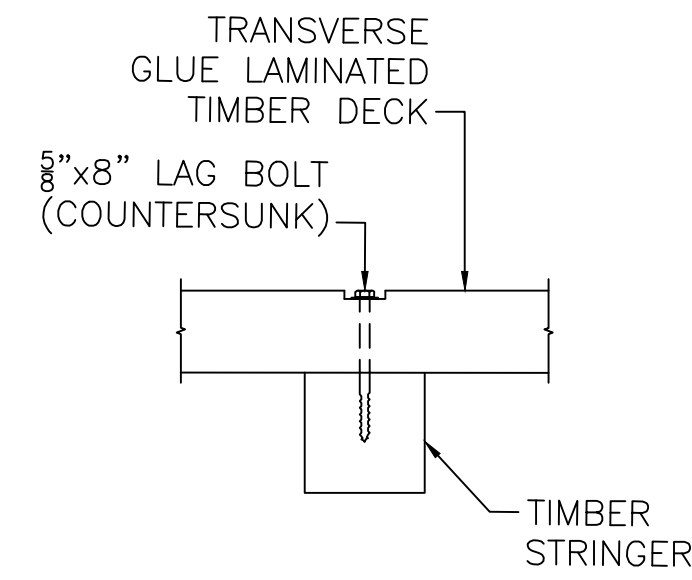 TRANSVERSE
GLUE LAMINATED
TIMBER DECK
5/8”x8” LAG BOLT
(COUNTERSUNK)
TIMBER
STRINGER